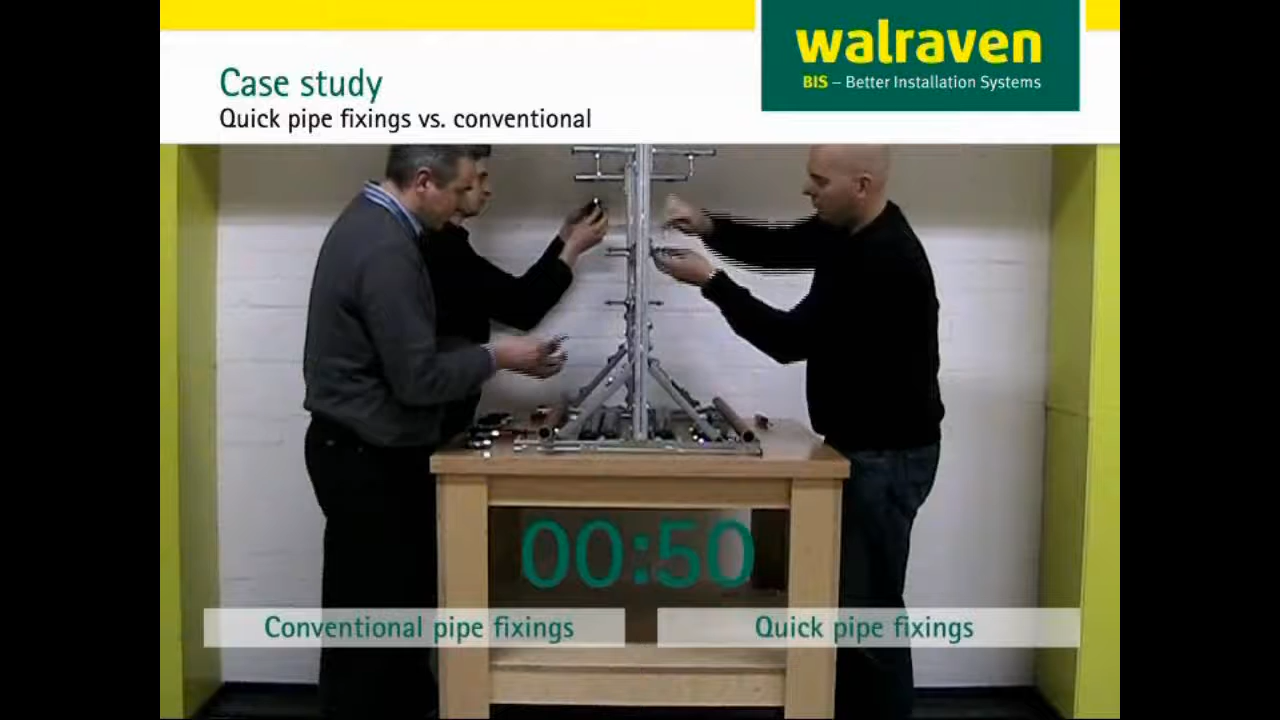 walraven
BIS – Better Installation Systems
Case study
Quick pipe fixings vs. conventional
00:50
Conventional pipe fixings
Quick pipe fixings